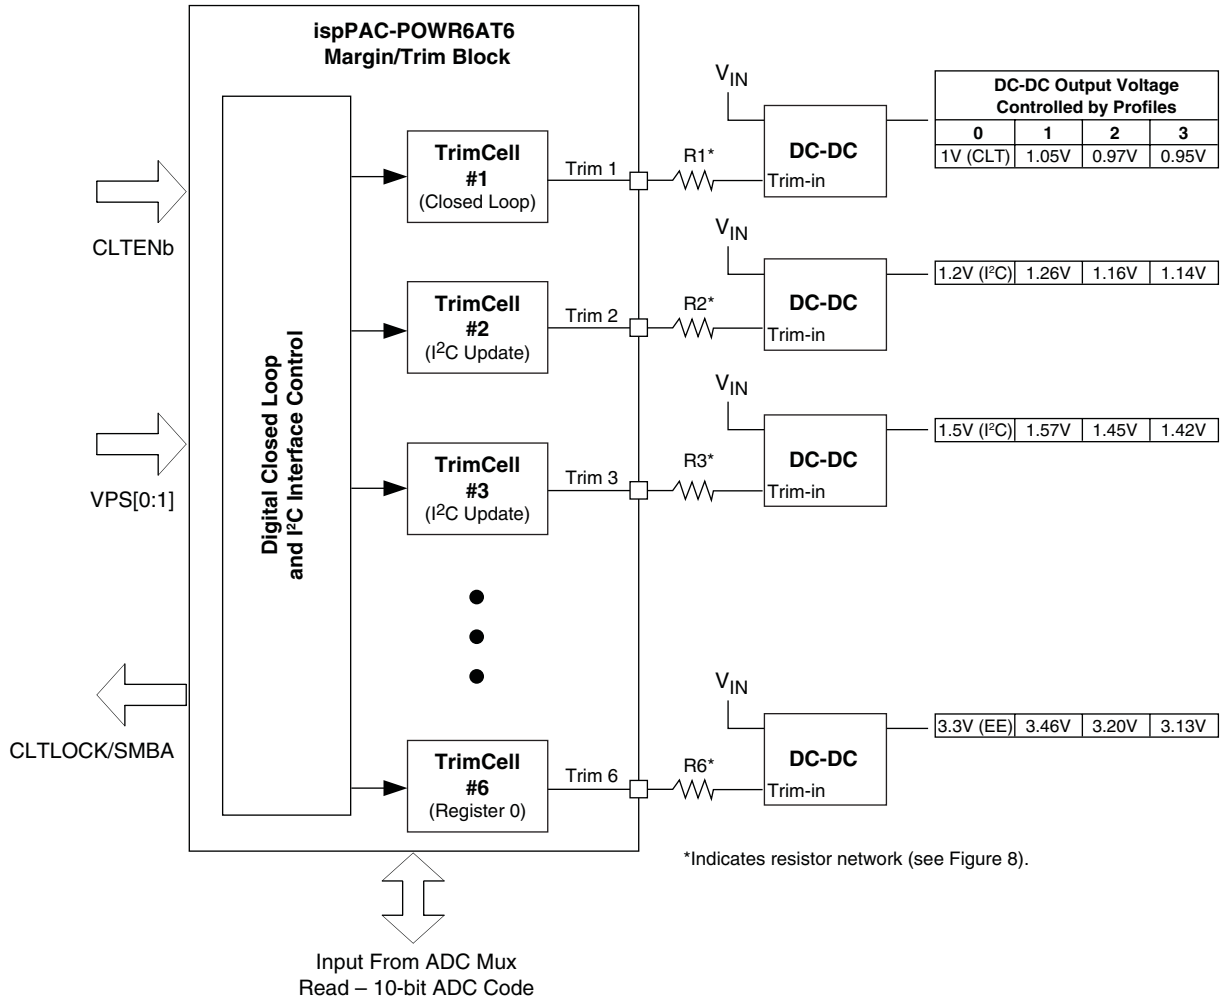 ispPAC-POWR6AT6
Margin/Trim Block
Digital Closed Loop
and I²C Interface Control
CLTENb
VPS[0:1]
CLTLOCK/SMBA
TrimCell
#1
(Closed Loop)
Trim 1
R1*
VIN
DC-DC
Trim-in
DC-DC Output Voltage
Controlled by Profiles
0 1 2 3
1V (CLT) 1.05V 0.97V 0.95V
TrimCell
#2
(I²C Update)
Trim 2
R2*
VIN
DC-DC
Trim-in
1.2V (I²C) 1.26V 1.16V 1.14V
TrimCell
#3
(I²C Update)
Trim 3
R3*
VIN
DC-DC
Trim-in
1.5V (I²C) 1.57V 1.45V 1.42V
TrimCell
#6
(Register 0)
Trim 6
R6*
VIN
DC-DC
Trim-in
3.3V (EE) 3.46V 3.20V 3.13V
*Indicates resistor network (see Figure 8).
Input From ADC Mux
Read – 10-bit ADC Code